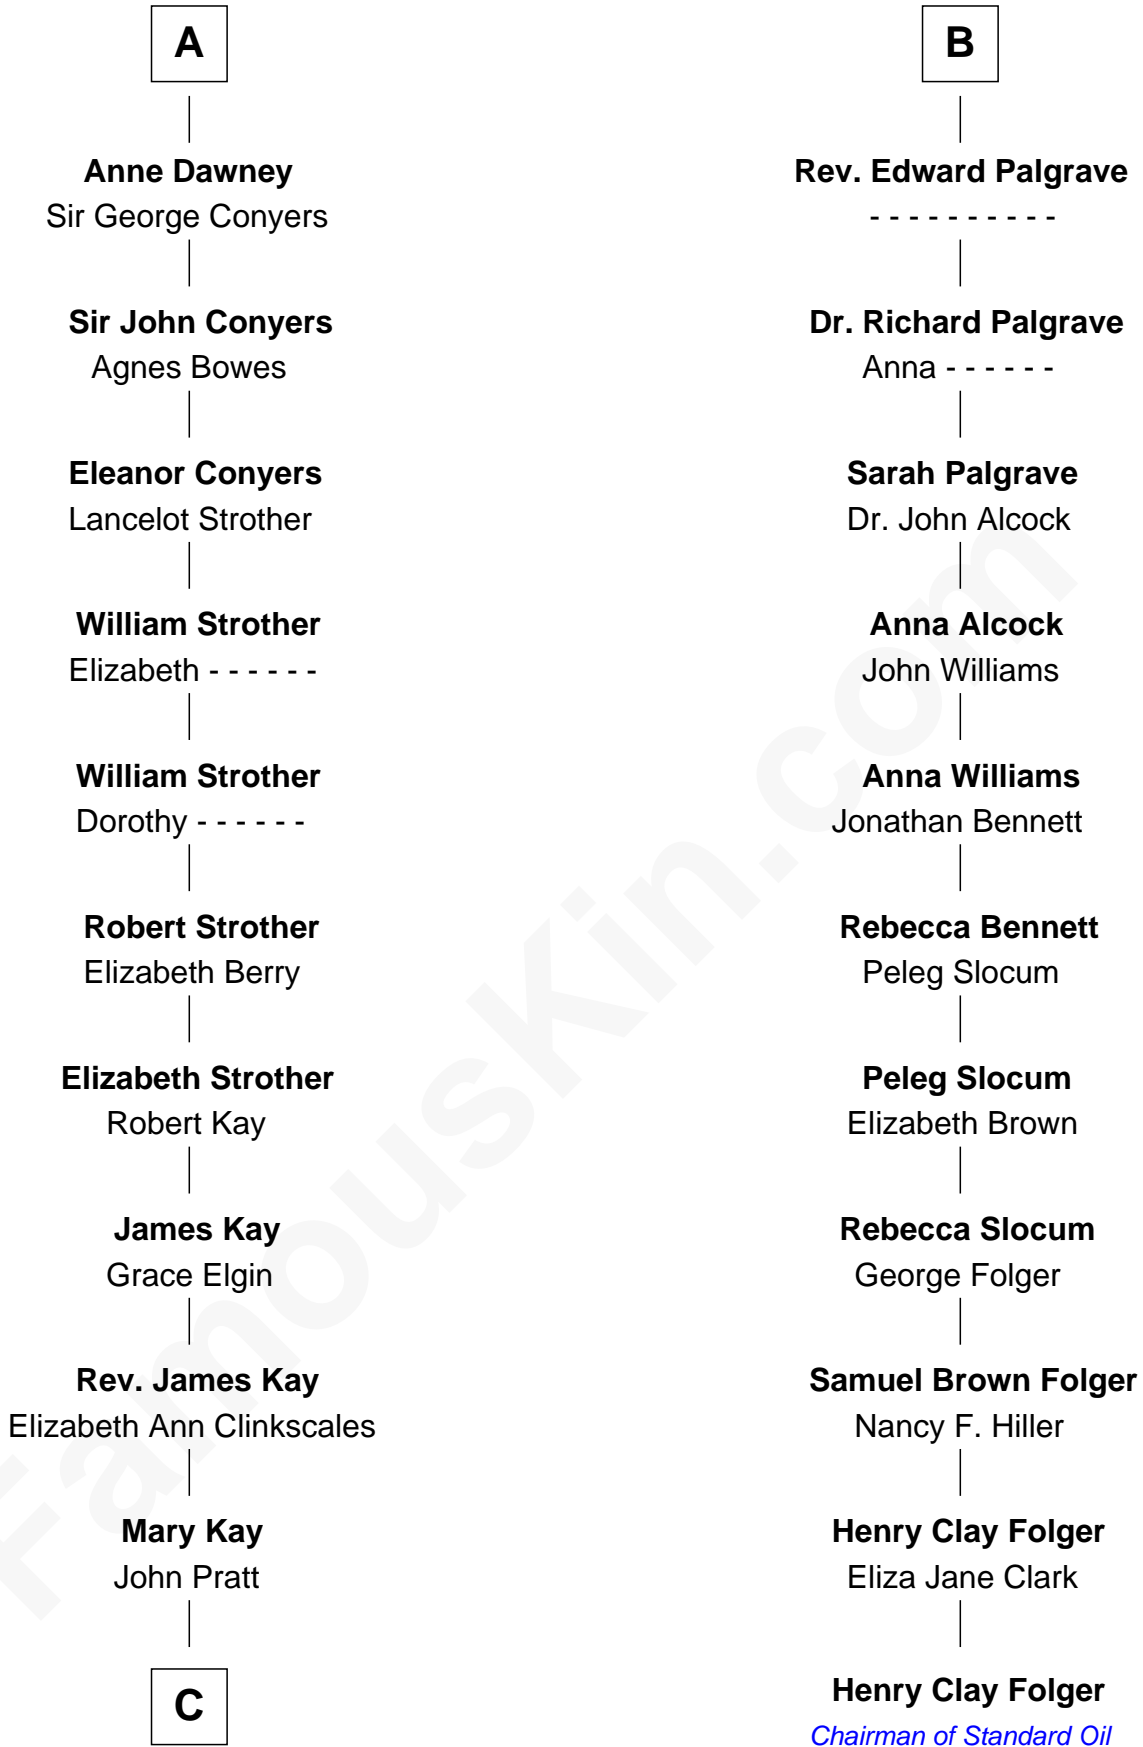 A
Anne Dawney
Sir George Conyers
Sir John Conyers
Agnes Bowes
Eleanor Conyers
Lancelot Strother
William Strother
Elizabeth - - - - - -
William Strother
Dorothy - - - - - -
Robert Strother
Elizabeth Berry
Elizabeth Strother
Robert Kay
James Kay
Grace Elgin
Rev. James Kay
Elizabeth Ann Clinkscales
Mary Kay
John Pratt
C
B
Rev. Edward Palgrave
- - - - - - - - - -
Dr. Richard Palgrave
Anna - - - - - -
Sarah Palgrave
Dr. John Alcock
Anna Alcock
John Williams
Anna Williams
Jonathan Bennett
Rebecca Bennett
Peleg Slocum
Peleg Slocum
Elizabeth Brown
Rebecca Slocum
George Folger
Samuel Brown Folger
Nancy F. Hiller
Henry Clay Folger
Eliza Jane Clark
Henry Clay Folger
Chairman of Standard Oil
FamousKin.com